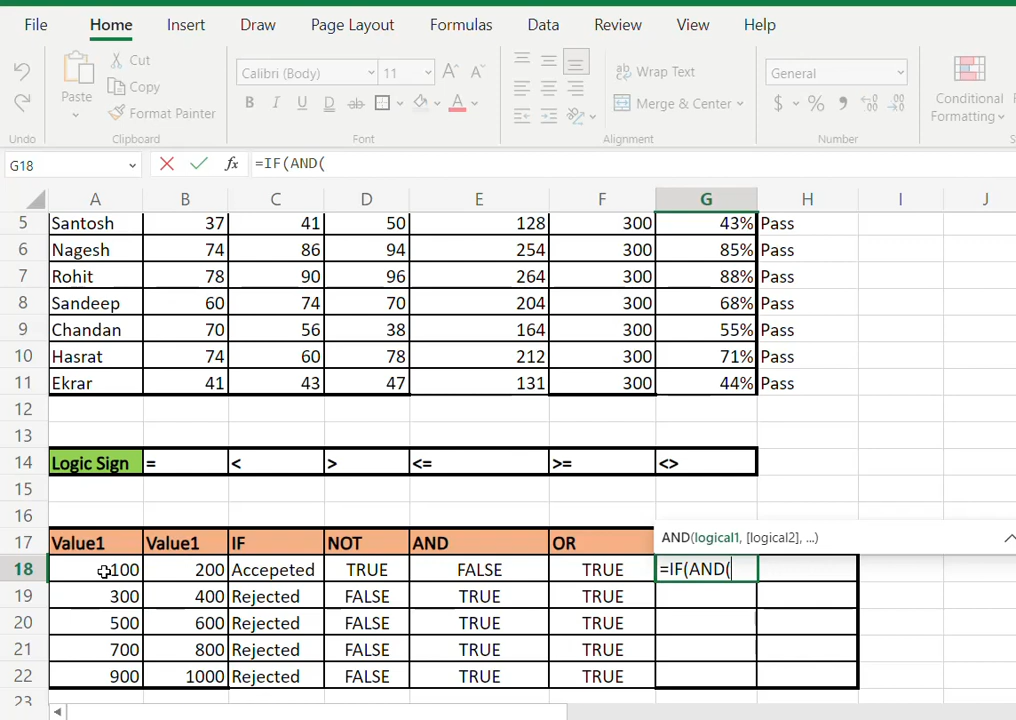 File Home Insert Draw Page Layout Formulas Data Review View Help
Cut
Calibri (Body) 11 Wrap Text General
Paste Copy Conditional
Format Painter Merge & Center Formatting
Undo Clipboard Font Alignment Number
G18 fx =IF(AND(
A B C D E F G H I J
5 Santosh 37 41 50 128 300 43% Pass
6 Nagesh 74 86 94 254 300 85% Pass
7 Rohit 78 90 96 264 300 88% Pass
8 Sandeep 60 74 70 204 300 68% Pass
9 Chandan 70 56 38 164 300 55% Pass
10 Hasrat 74 60 78 212 300 71% Pass
11 Ekrar 41 43 47 131 300 44% Pass
12
13
14 Logic Sign = < > <= >= <>
15
16
17 Value1 Value1 IF NOT AND OR AND(logical1, [logical2], ...)
18 100 200 Accepeted TRUE FALSE TRUE =IF(AND(
19 300 400 Rejected FALSE TRUE TRUE
20 500 600 Rejected FALSE TRUE TRUE
21 700 800 Rejected FALSE TRUE TRUE
22 900 1000 Rejected FALSE TRUE TRUE
23